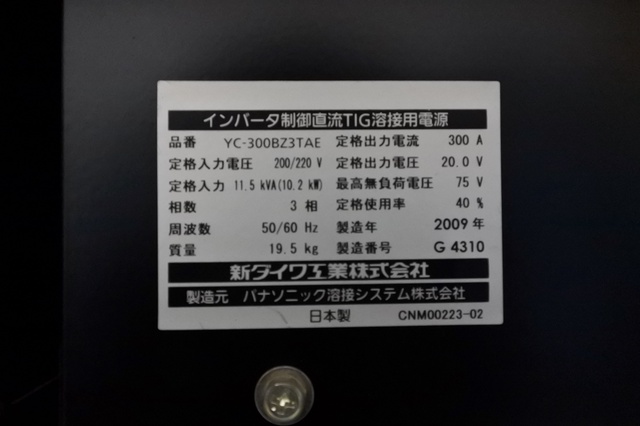 インバータ制御直流TIG溶接用電源
品番 YC-300BZ3TAE 定格出力電流 300 A
定格入力電圧 200/220 V 定格出力電圧 20.0 V
定格入力 11.5 kVA(10.2 kW) 最高無負荷電圧 75 V
相数 3 相 定格使用率 40 %
周波数 50/60 Hz 製造年 2009 年
質量 19.5 kg 製造番号 G 4310
新ダイワ工業株式会社
製造元 パナソニック溶接システム株式会社
日本製 CNM00223-02